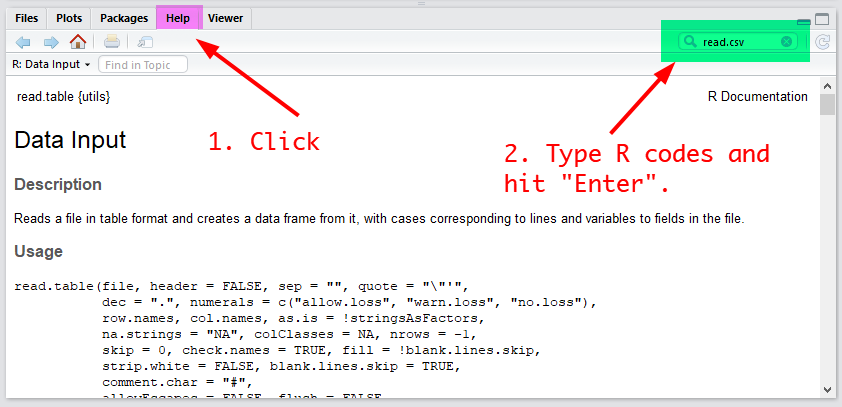 Files Plots Packages Help Viewer
read.csv
R: Data Input Find in Topic
read.table {utils} R Documentation
Data Input
1. Click
2. Type R codes and
hit "Enter".
Description
Reads a file in table format and creates a data frame from it, with cases corresponding to lines and variables to fields in the file.
Usage
read.table(file, header = FALSE, sep = "", quote = "\"'",
dec = ".", numerals = c("allow.loss", "warn.loss", "no.loss"),
row.names, col.names, as.is = !stringsAsFactors,
na.strings = "NA", colClasses = NA, nrows = -1,
skip = 0, check.names = TRUE, fill = !blank.lines.skip,
strip.white = FALSE, blank.lines.skip = TRUE,
comment.char = "#",
allowEscapes = FALSE, flush = FALSE